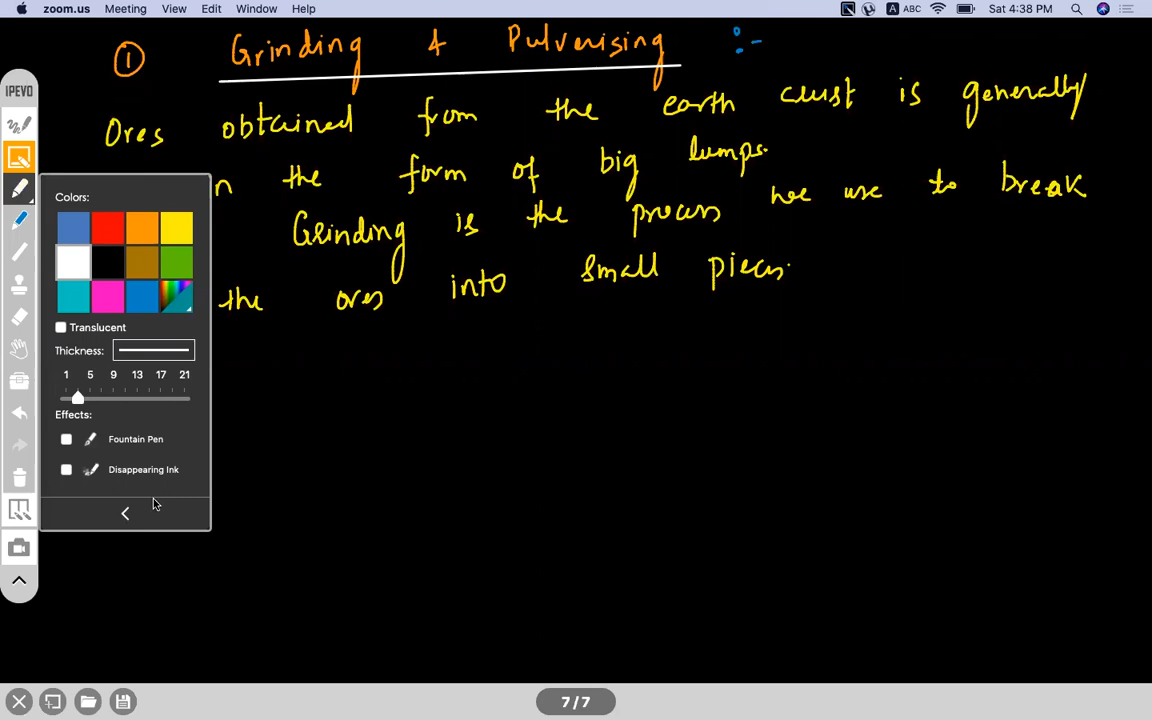 zoom.us Meeting View Edit Window Help
A ABC Sat 4:38 PM
① Grinding & Pulverising :-
IPEVO
Ores obtained from the earth crust is generally
n the form of big lumps.
Grinding is the process we use to break
the ores into small pieces.
Colors:
Translucent
Thickness:
1 5 9 13 17 21
Effects:
Fountain Pen
Disappearing Ink
7/7